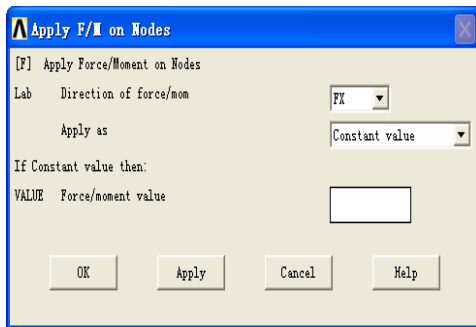 Apply F/M on Nodes
[F] Apply Force/Moment on Nodes
Lab Direction of force/mom FX
Apply as Constant value
If Constant value then:
VALUE Force/moment value
OK Apply Cancel Help